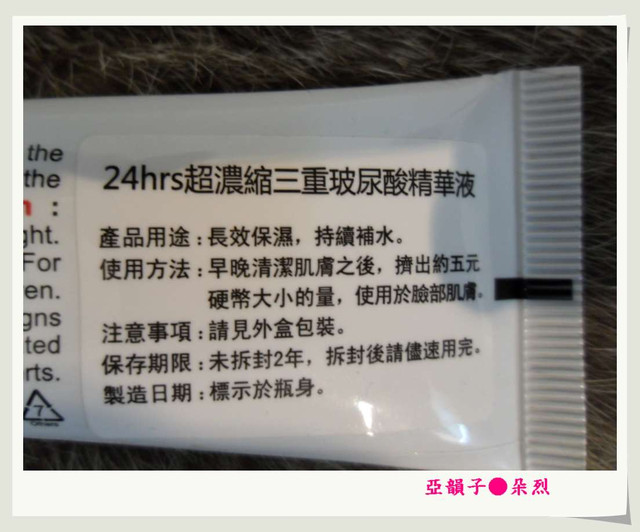 the
the
:
ght.
For
en.
gns
ted
rts.
7
24hrs超濃縮三重玻尿酸精華液
產品用途：長效保濕，持續補水。
使用方法：早晚清潔肌膚之後，擠出約五元
硬幣大小的量，使用於臉部肌膚。
注意事項：請見外盒包裝。
保存期限：未拆封2年，拆封後請儘速用完。
製造日期：標示於瓶身。
亞韻子●朵烈